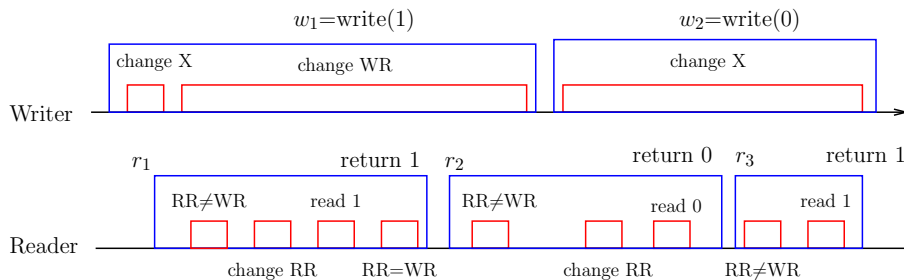 w₁=write(1) w₂=write(0)
change X change WR change X
Writer
r₁ return 1 r₂ return 0 r₃ return 1
RR≠WR read 1 RR≠WR read 0 read 1
Reader
change RR RR=WR change RR RR≠WR